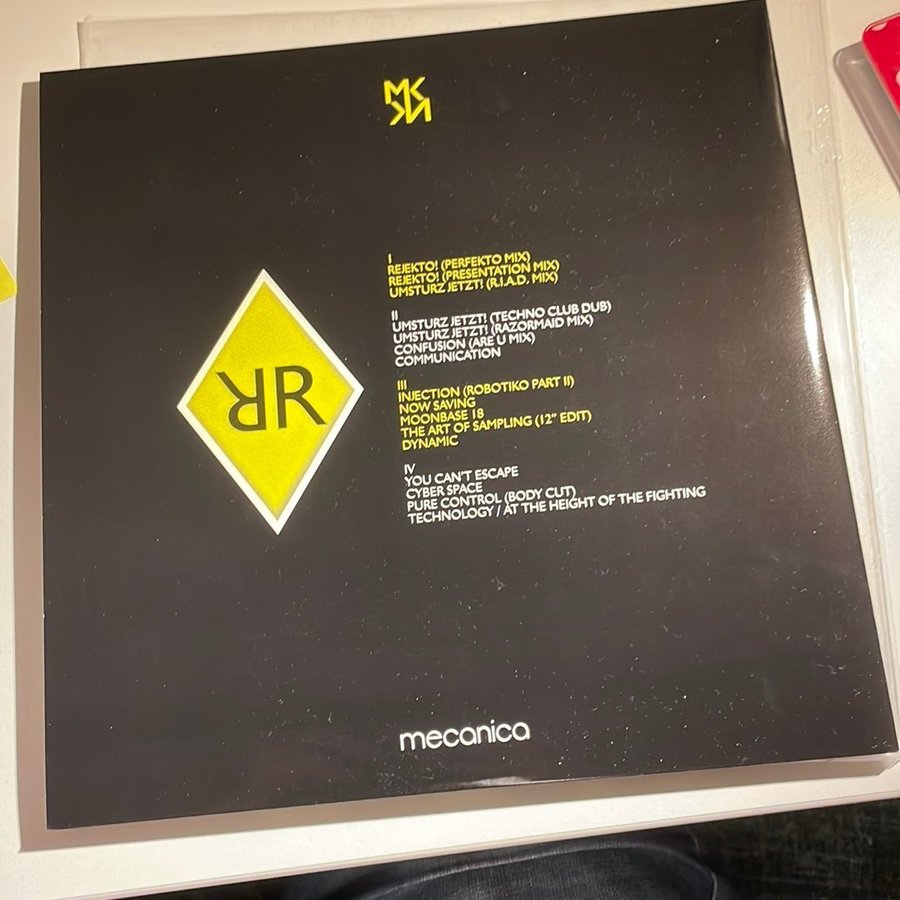 MK
MK
RR
I
REJEKTO! (PERFEKTO MIX)
REJEKTO! (PRESENTATION MIX)
UMSTURZ JETZT! (R.I.A.D. MIX)
II
UMSTURZ JETZT! (TECHNO CLUB DUB)
UMSTURZ JETZT! (RAZORMAID MIX)
CONFUSION (ARE U MIX)
COMMUNICATION
III
INJECTION (ROBOTIKO PART II)
NOW SAVING
MOONBASE 18
THE ART OF SAMPLING (12" EDIT)
DYNAMIC
IV
YOU CAN'T ESCAPE
CYBER SPACE
PURE CONTROL (BODY CUT)
TECHNOLOGY / AT THE HEIGHT OF THE FIGHTING
mecanica